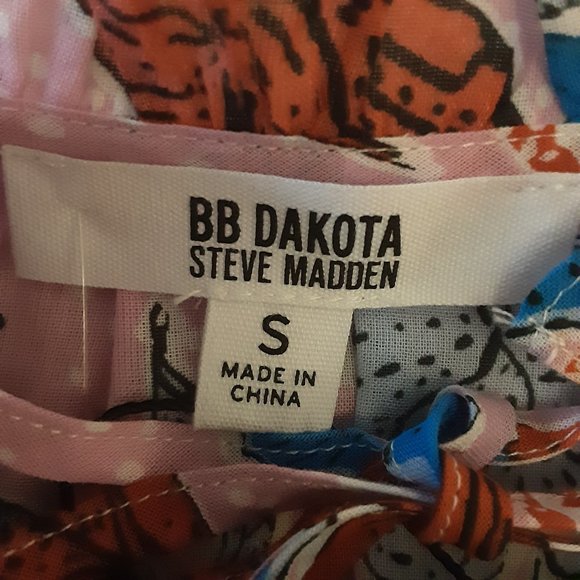 BB DAKOTA
STEVE MADDEN
S
MADE IN
CHINA